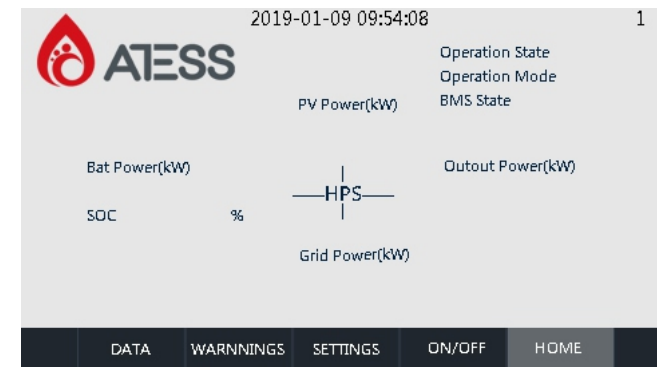 2019-01-09 09:54:08 1
ATESS
Operation State
Operation Mode
PV Power(kW) BMS State
Bat Power(kW) Outout Power(kW)
HPS
SOC %
Grid Power(kW)
DATA WARNNINGS SETTINGS ON/OFF HOME